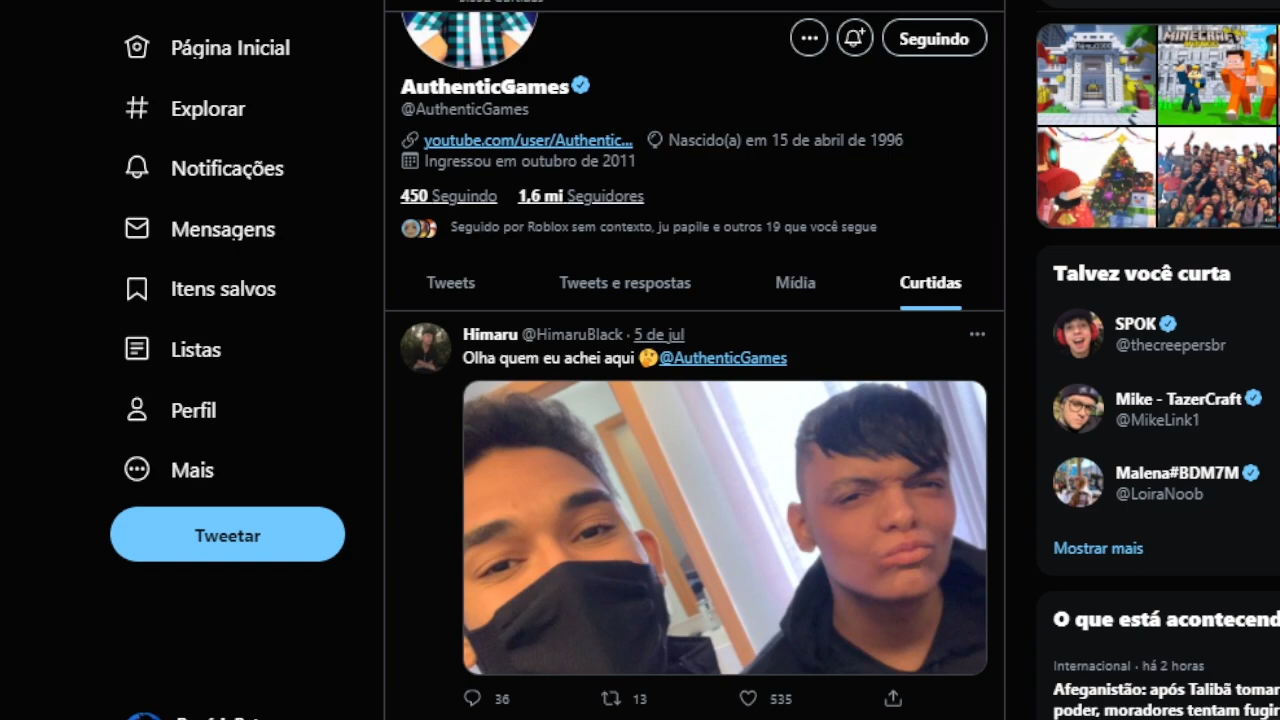 Página Inicial
Explorar
Notificações
Mensagens
Itens salvos
Listas
Perfil
Mais
Tweetar
Seguindo
AuthenticGames
@AuthenticGames
youtube.com/user/Authentic... Nascido(a) em 15 de abril de 1996
Ingressou em outubro de 2011
450 Seguindo 1,6 mi Seguidores
Seguido por Roblox sem contexto, ju papile e outros 19 que você segue
Tweets Tweets e respostas Mídia Curtidas
Himaru @HimaruBlack · 5 de jul
Olha quem eu achei aqui 🤔@AuthenticGames
36 13 535
MINECRAFT
Talvez você curta
SPOK
@thecreepersbr
Mike - TazerCraft
@MikeLink1
Malena#BDM7M
@LoiraNoob
Mostrar mais
O que está acontecend
Internacional · há 2 horas
Afeganistão: após Talibã tomar
poder, moradores tentam fugir